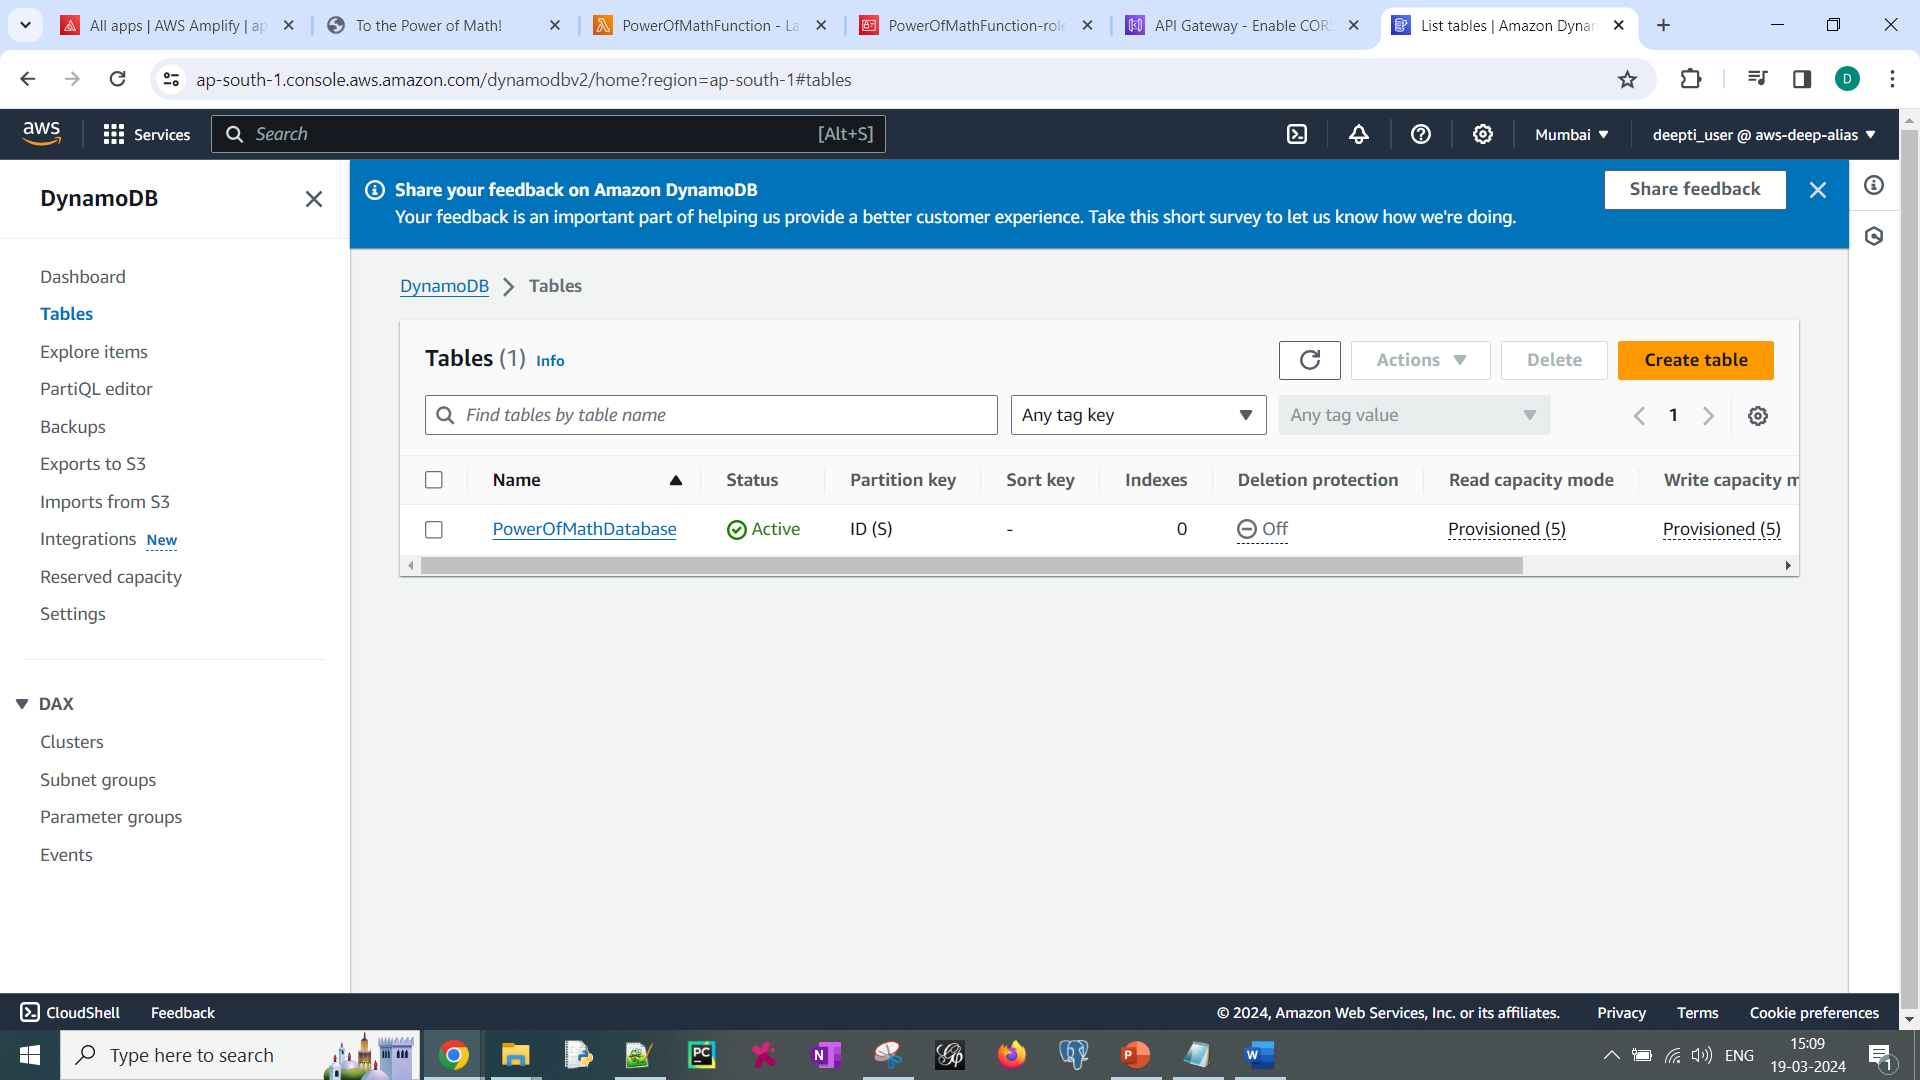 All apps | AWS Amplify | ap
To the Power of Math!
PowerOfMathFunction - La
PowerOfMathFunction-role
API Gateway - Enable CORS
List tables | Amazon Dynam
ap-south-1.console.aws.amazon.com/dynamodbv2/home?region=ap-south-1#tables
D
aws
Services
Search
[Alt+S]
Mumbai
deepti_user @ aws-deep-alias
DynamoDB
Dashboard
Tables
Explore items
PartiQL editor
Backups
Exports to S3
Imports from S3
Integrations New
Reserved capacity
Settings
DAX
Clusters
Subnet groups
Parameter groups
Events
Share your feedback on Amazon DynamoDB
Your feedback is an important part of helping us provide a better customer experience. Take this short survey to let us know how we're doing.
Share feedback
DynamoDB > Tables
Tables (1) Info
Actions
Delete
Create table
Find tables by table name
Any tag key
Any tag value
1
Name Status Partition key Sort key Indexes Deletion protection Read capacity mode Write capacity m
PowerOfMathDatabase Active ID (S) - 0 Off Provisioned (5) Provisioned (5)
CloudShell Feedback
© 2024, Amazon Web Services, Inc. or its affiliates. Privacy Terms Cookie preferences
Type here to search
PC
N
P
W
ENG
15:09
19-03-2024
1